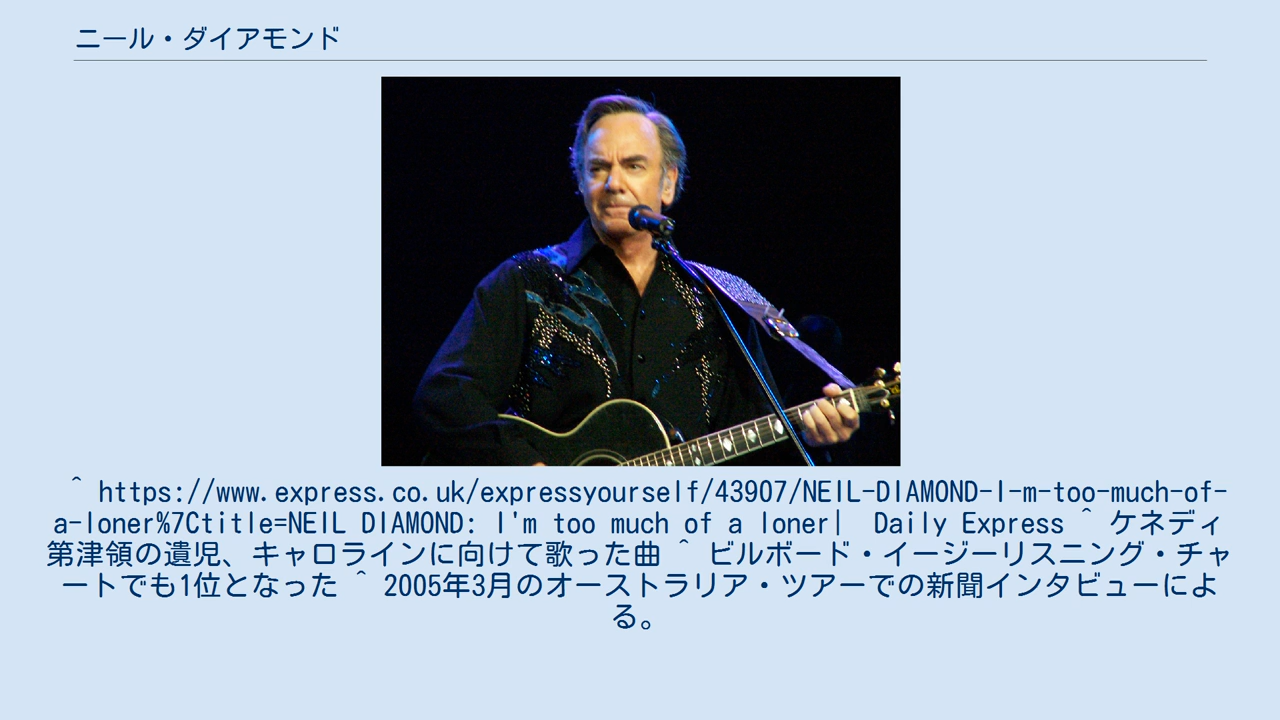 ニール・ダイアモンド
^ https://www.express.co.uk/expressyourself/43907/NEIL-DIAMOND-I-m-too-much-of-
a-loner%7Ctitle=NEIL DIAMOND: I'm too much of a loner|　Daily Express ^ ケネディ
第津領の遺児、キャロラインに向けて歌った曲 ^ ビルボード・イージーリスニング・チャ
ートでも1位となった ^ 2005年3月のオーストラリア・ツアーでの新聞インタビューによ
る。